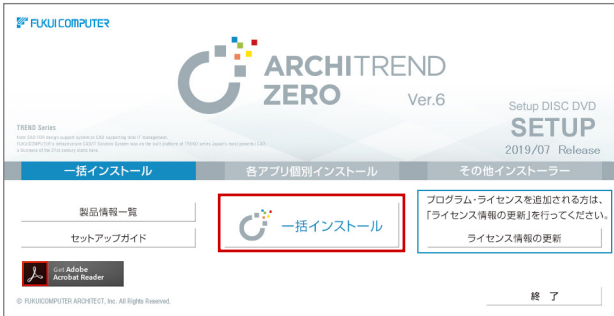 FUKUI COMPUTER
ARCHITREND
ZERO
Ver.6
Setup DISC DVD
SETUP
2019/07 Release
TREND Series
一括インストール
各アプリ個別インストール
その他インストーラー
製品情報一覧
セットアップガイド
一括インストール
プログラム・ライセンスを追加される方は、
「ライセンス情報の更新」を行ってください。
ライセンス情報の更新
Get Adobe
Acrobat Reader
© FUKUICOMPUTER ARCHITECT, Inc. All Rights Reserved.
終 了